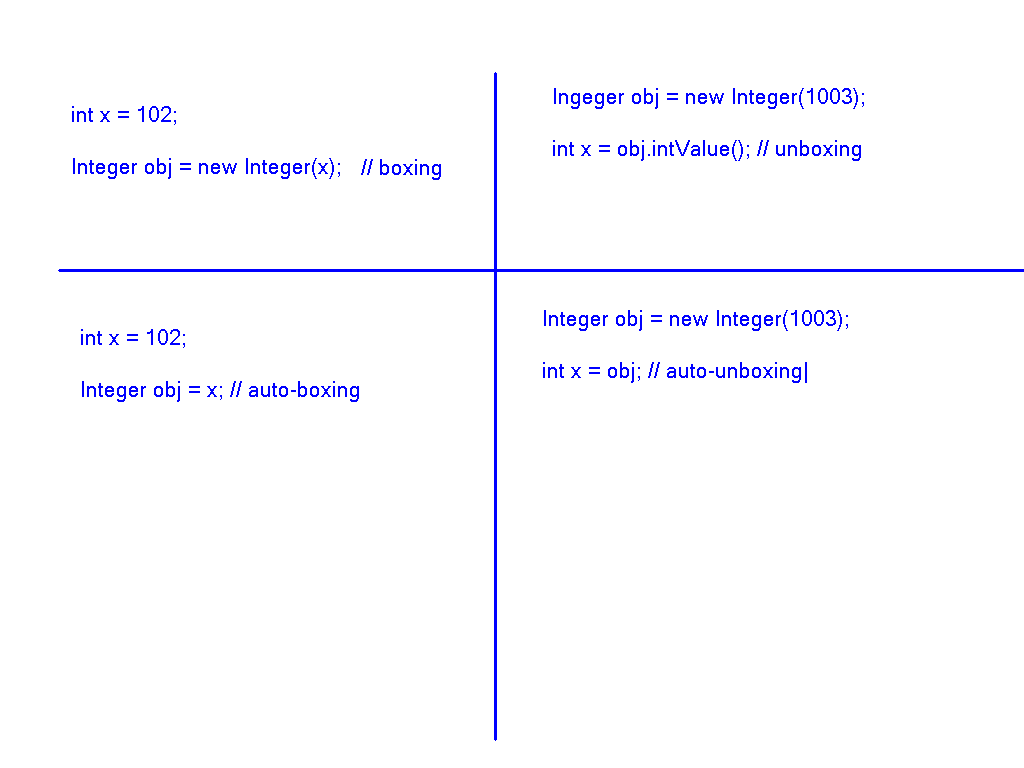 int x = 102;
Integer obj = new Integer(x);   // boxing
Ingeger obj = new Integer(1003);
int x = obj.intValue(); // unboxing
int x = 102;
Integer obj = x; // auto-boxing
Integer obj = new Integer(1003);
int x = obj; // auto-unboxing|